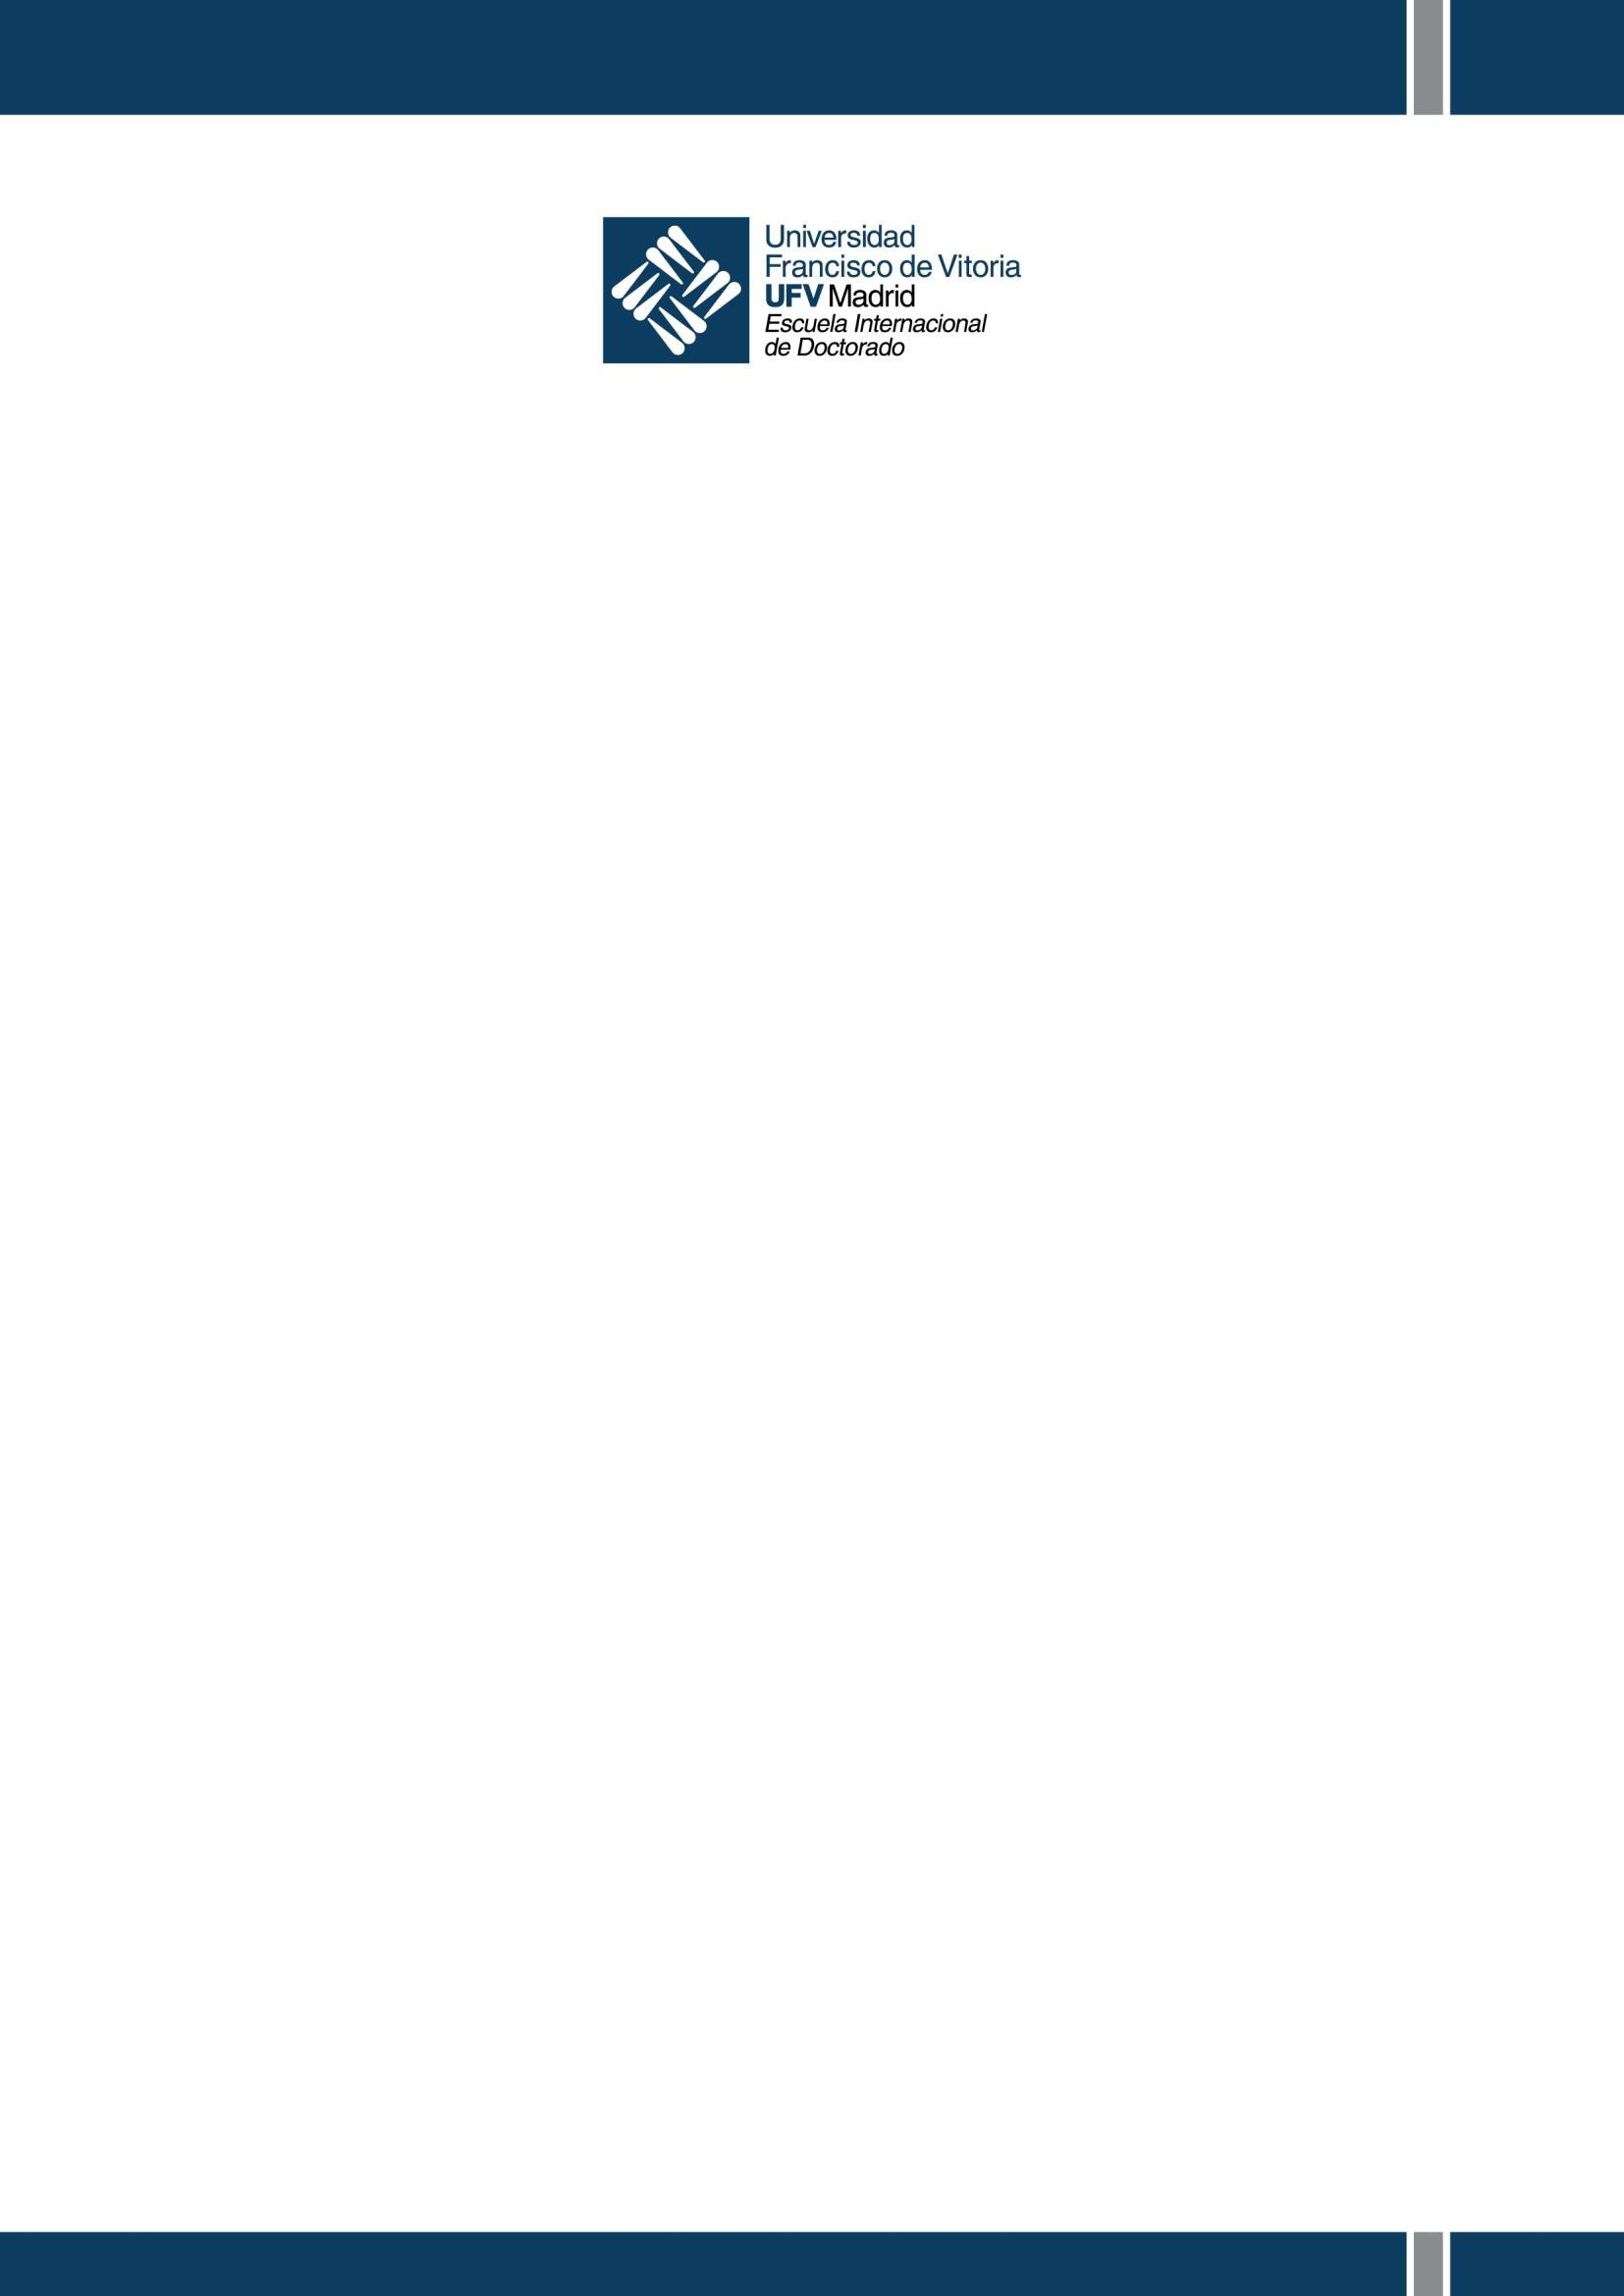 Universidad
Francisco de Vitoria
UFV Madrid
Escuela Internacional
de Doctorado